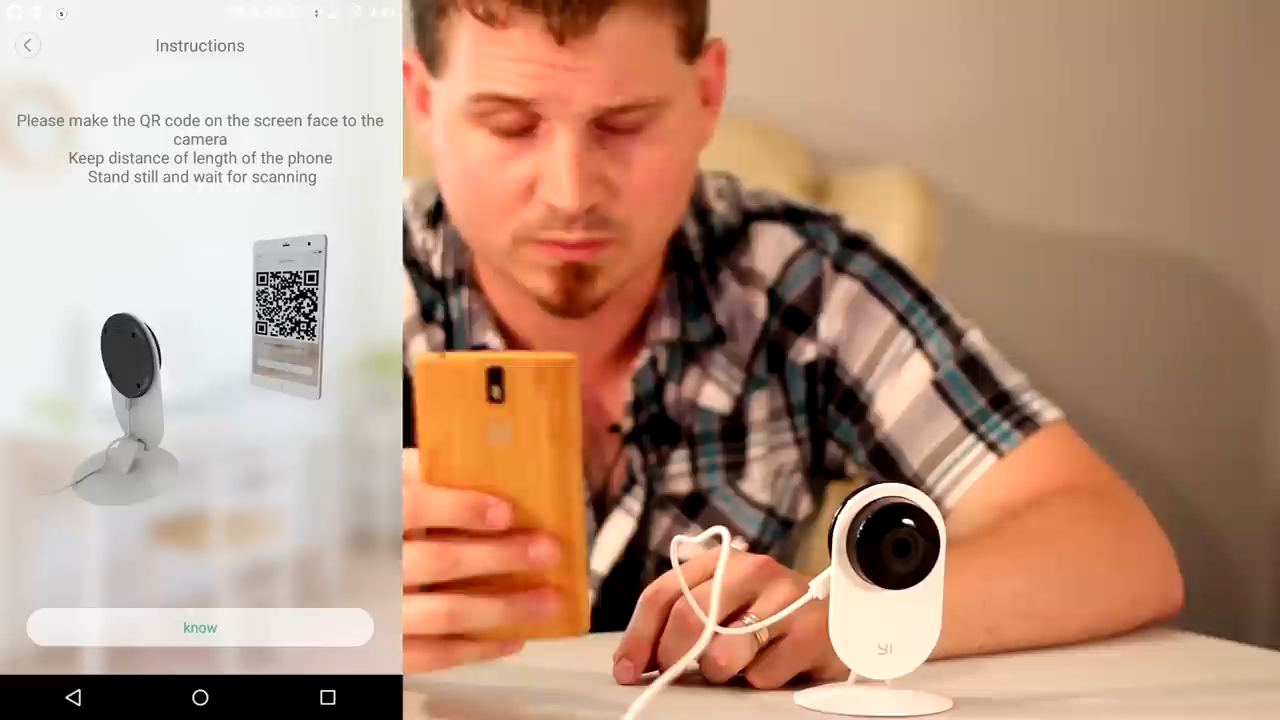 Instructions
Please make the QR code on the screen face to the
camera
Keep distance of length of the phone
Stand still and wait for scanning
know
YI